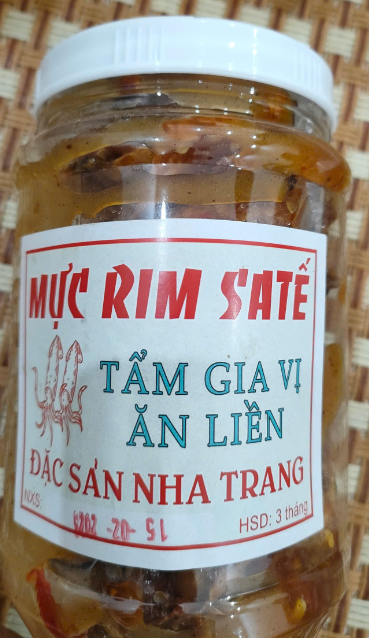 MỰC RIM SATẾ
TẨM GIA VỊ
ĂN LIỀN
ĐẶC SẢN NHA TRANG
NXS:
HSD: 3 tháng